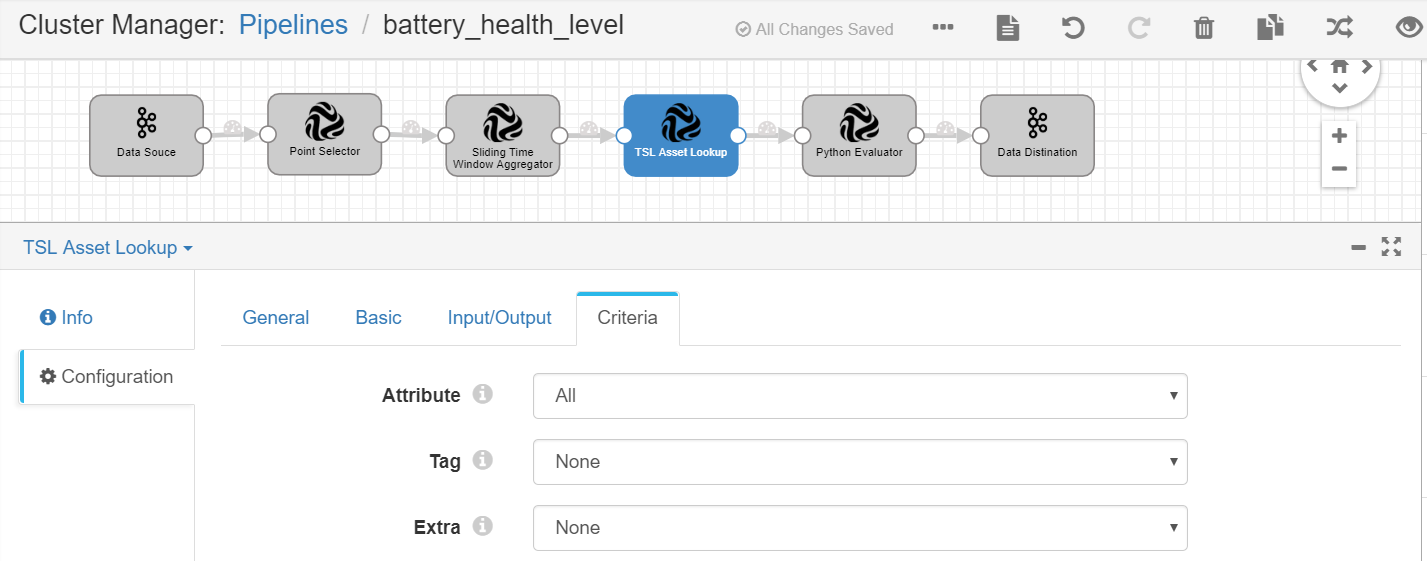 Cluster Manager: Pipelines / battery_health_level
All Changes Saved
Data Souce
Point Selector
Sliding Time
Window Aggregator
TSL Asset Lookup
Python Evaluator
Data Distination
TSL Asset Lookup
Info
Configuration
General Basic Input/Output Criteria
Attribute All
Tag None
Extra None